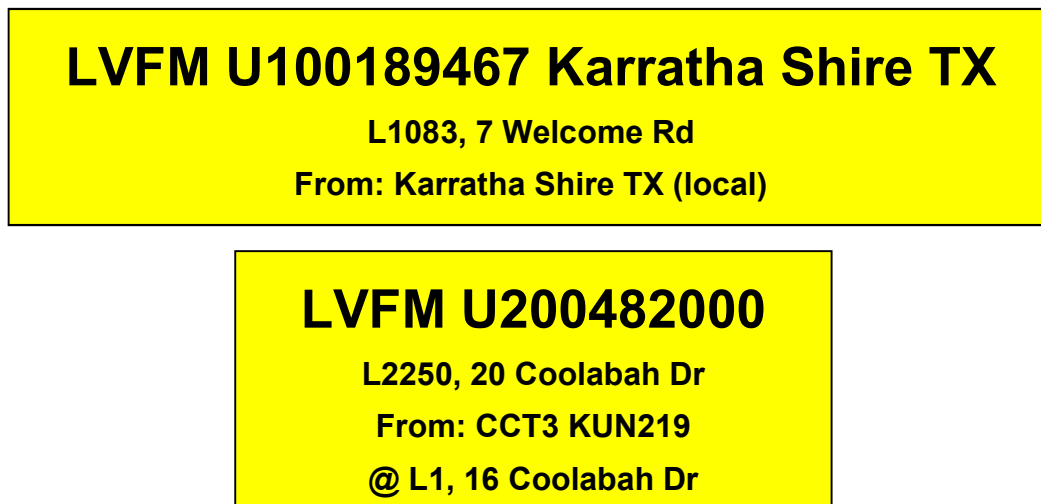 LVFM U100189467 Karratha Shire TX
L1083, 7 Welcome Rd
From: Karratha Shire TX (local)
LVFM U200482000
L2250, 20 Coolabah Dr
From: CCT3 KUN219
@ L1, 16 Coolabah Dr